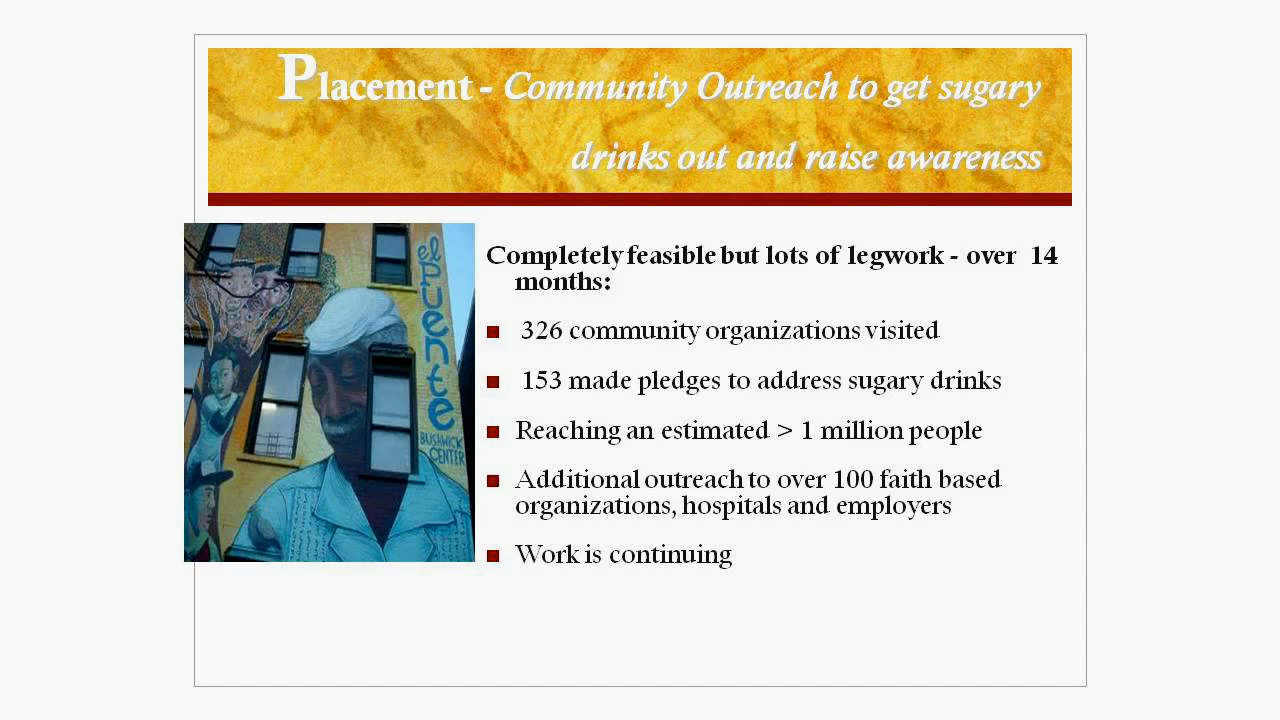 Placement - Community Outreach to get sugary
drinks out and raise awareness
el
puente
BUSHWICK
CENTER
Completely feasible but lots of legwork - over 14
months:
326 community organizations visited
153 made pledges to address sugary drinks
Reaching an estimated > 1 million people
Additional outreach to over 100 faith based
organizations, hospitals and employers
Work is continuing